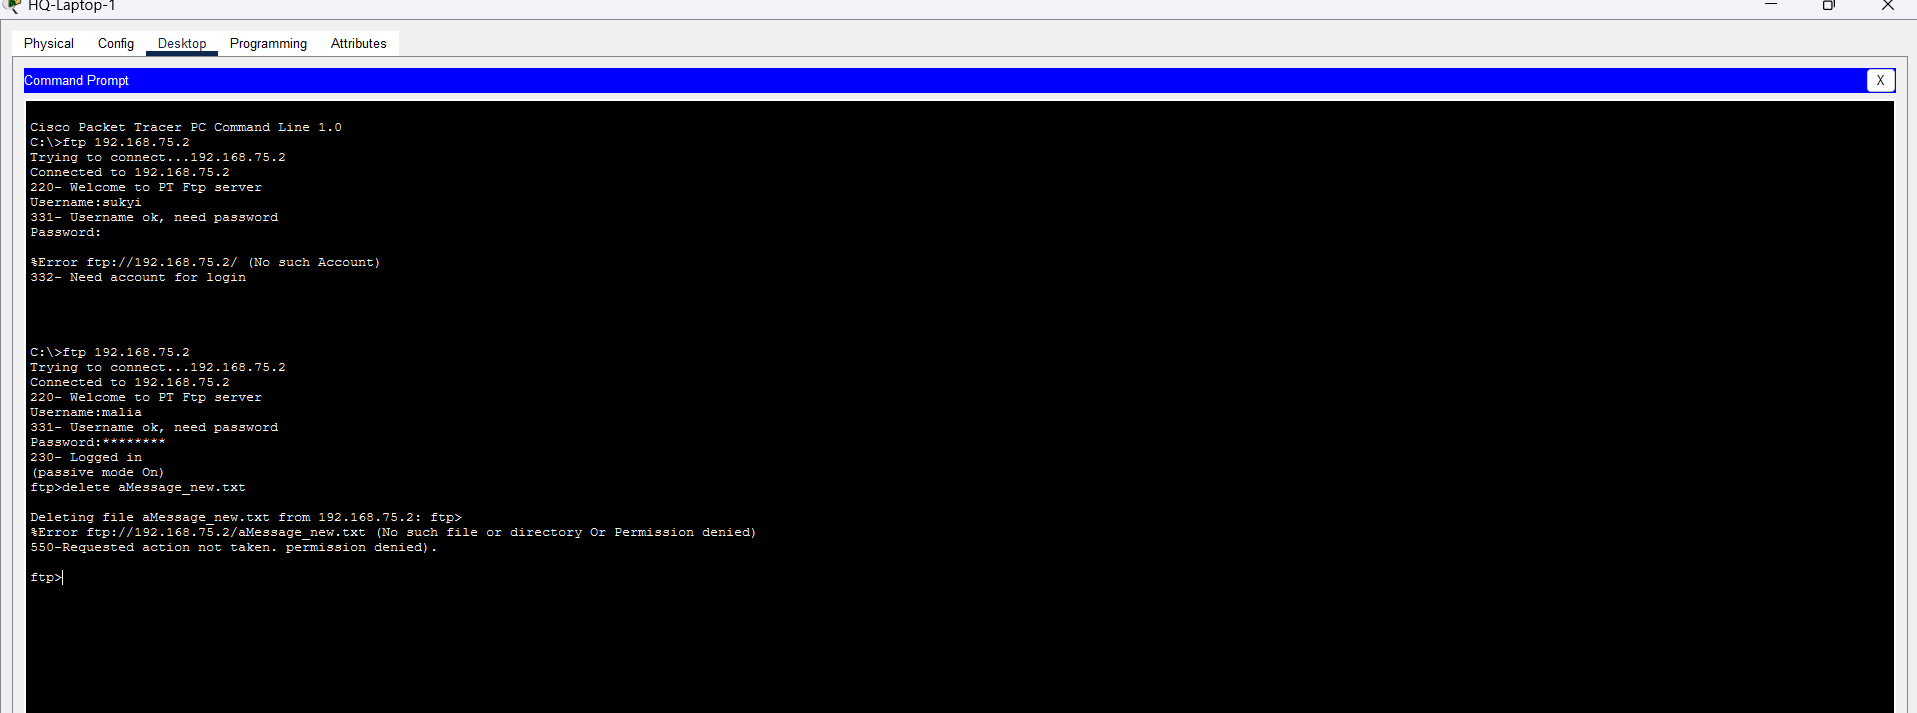 HQ-Laptop-1
Physical Config Desktop Programming Attributes
Command Prompt X
Cisco Packet Tracer PC Command Line 1.0
C:\>ftp 192.168.75.2
Trying to connect...192.168.75.2
Connected to 192.168.75.2
220- Welcome to PT Ftp server
Username:sukyi
331- Username ok, need password
Password:
%Error ftp://192.168.75.2/ (No such Account)
332- Need account for login
C:\>ftp 192.168.75.2
Trying to connect...192.168.75.2
Connected to 192.168.75.2
220- Welcome to PT Ftp server
Username:malia
331- Username ok, need password
Password:********
230- Logged in
(passive mode On)
ftp>delete aMessage_new.txt
Deleting file aMessage_new.txt from 192.168.75.2: ftp>
%Error ftp://192.168.75.2/aMessage_new.txt (No such file or directory Or Permission denied)
550-Requested action not taken. permission denied).
ftp>